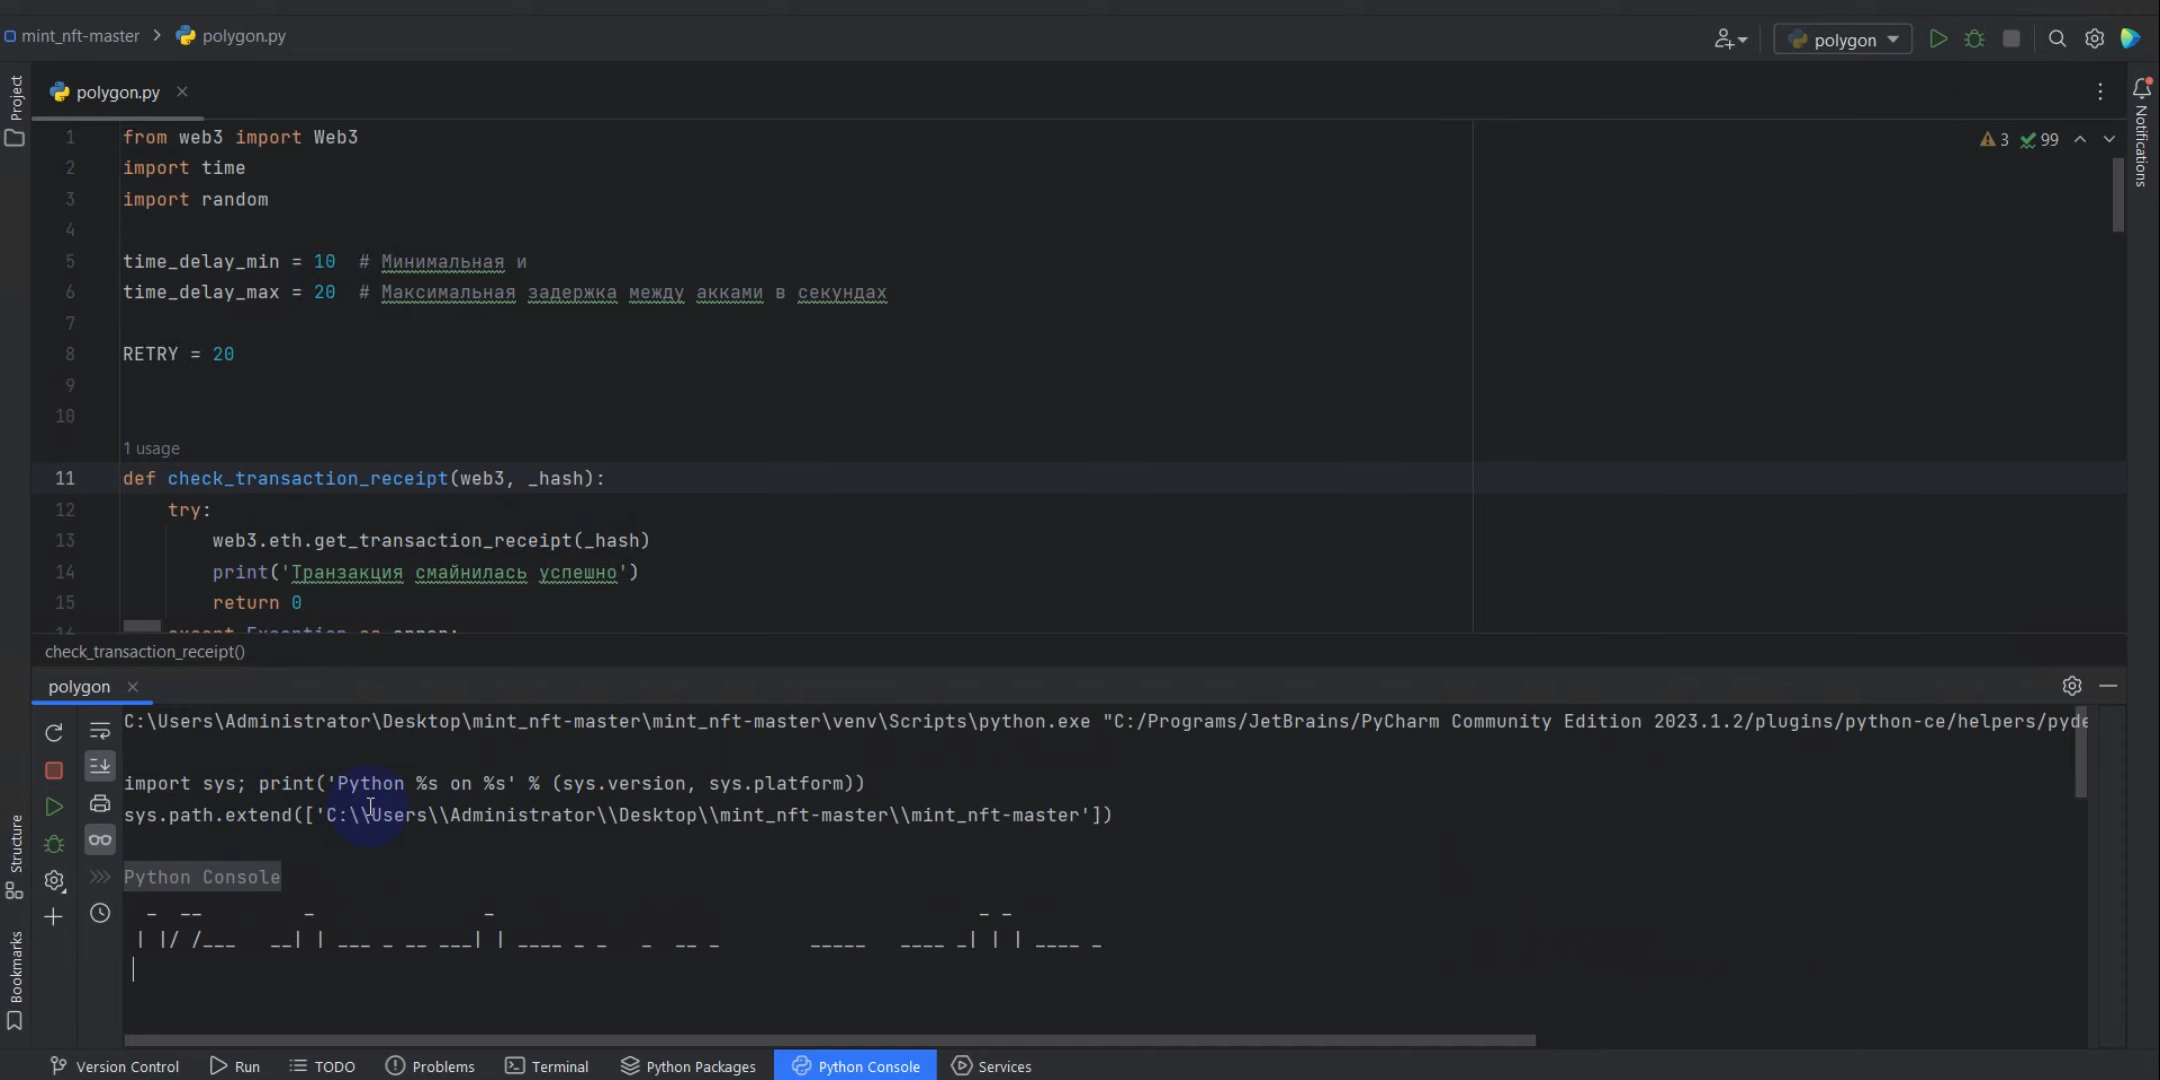 mint_nft-master > polygon.py
polygon
Project
polygon.py
Notifications
3 99
1 from web3 import Web3
2 import time
3 import random
4
5 time_delay_min = 10 # Минимальная и
6 time_delay_max = 20 # Максимальная задержка между акками в секундах
7
8 RETRY = 20
9
10
1 usage
11 def check_transaction_receipt(web3, _hash):
12 try:
13 web3.eth.get_transaction_receipt(_hash)
14 print('Транзакция смайнилась успешно')
15 return 0
16 except Exception as error:
check_transaction_receipt()
polygon
C:\Users\Administrator\Desktop\mint_nft-master\mint_nft-master\venv\Scripts\python.exe "C:/Programs/JetBrains/PyCharm Community Edition 2023.1.2/plugins/python-ce/helpers/pyde
import sys; print('Python %s on %s' % (sys.version, sys.platform))
sys.path.extend(['C:\\Users\\Administrator\\Desktop\\mint_nft-master\\mint_nft-master'])
Python Console
Structure
Bookmarks
Version Control
Run
TODO
Problems
Terminal
Python Packages
Python Console
Services